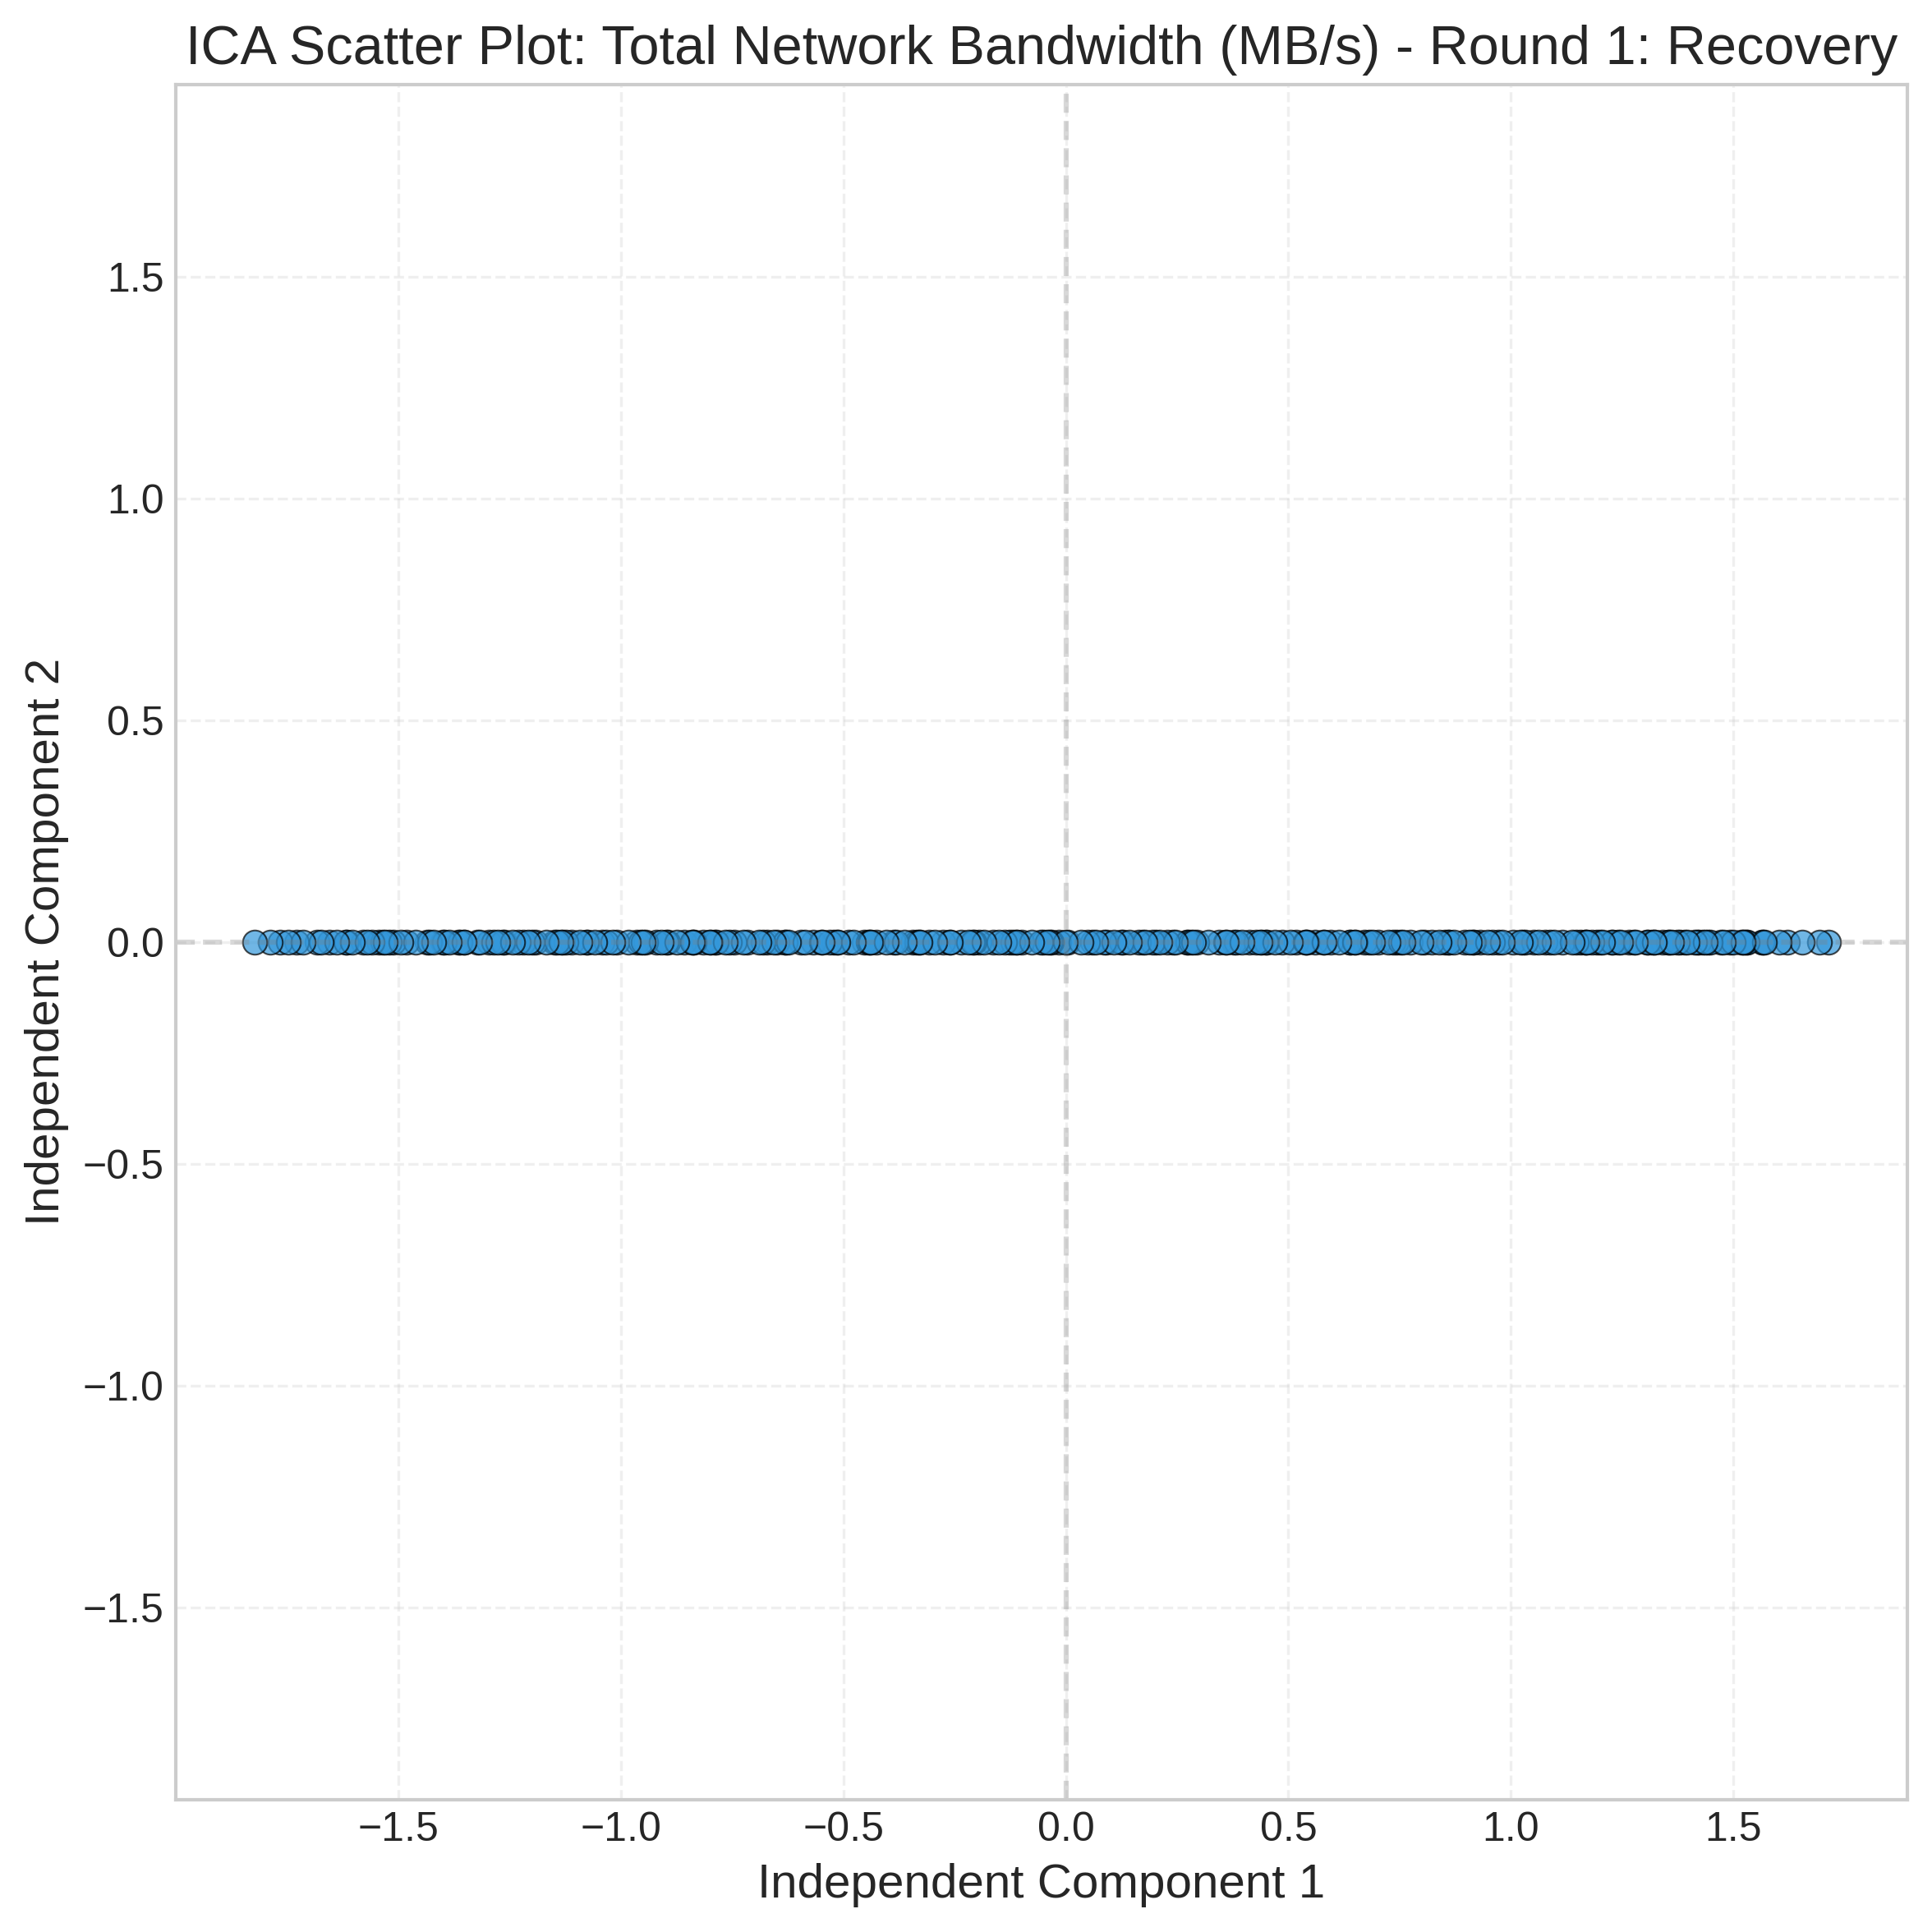 ICA Scatter Plot: Total Network Bandwidth (MB/s) - Round 1: Recovery
Independent Component 2
1.5
1.0
0.5
0.0
−0.5
−1.0
−1.5
−1.5 −1.0 −0.5 0.0 0.5 1.0 1.5
Independent Component 1